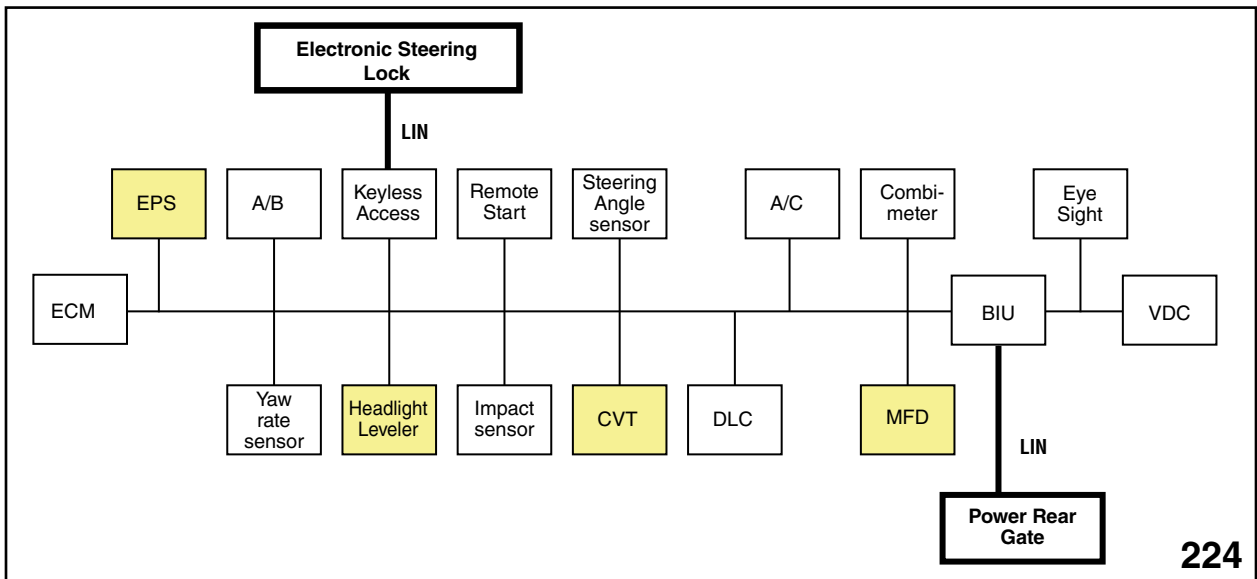 Electronic Steering
Lock
LIN
EPS
A/B
Keyless
Access
Remote
Start
Steering
Angle
sensor
A/C
Combi-
meter
Eye
Sight
ECM
BIU
VDC
Yaw
rate
sensor
Headlight
Leveler
Impact
sensor
CVT
DLC
MFD
LIN
Power Rear
Gate
224